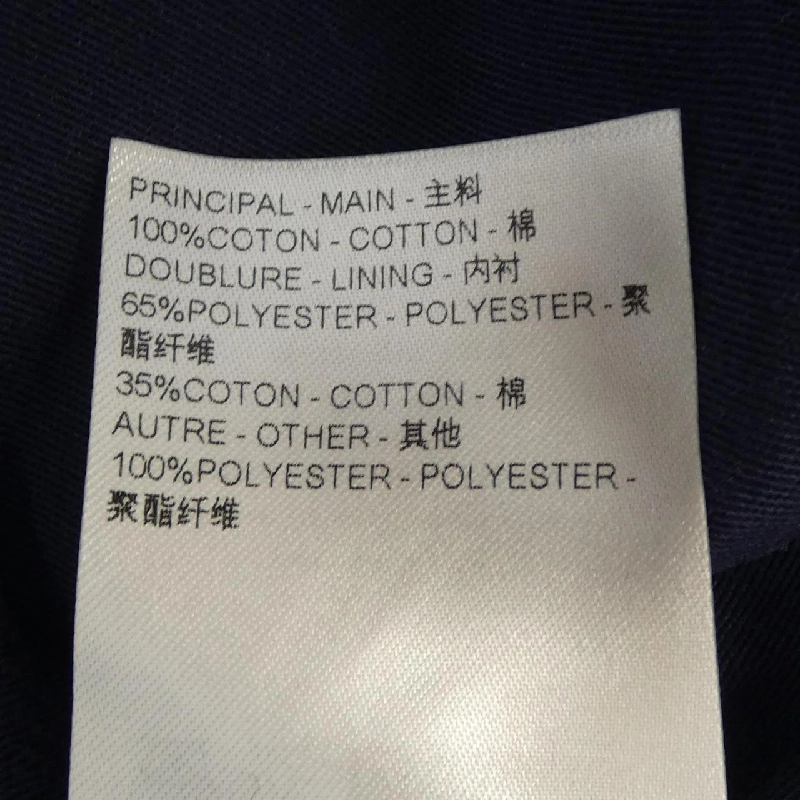 PRINCIPAL - MAIN - 主料
100%COTON - COTTON - 棉
DOUBLURE - LINING - 内衬
65%POLYESTER - POLYESTER - 聚
酯纤维
35%COTON - COTTON - 棉
AUTRE - OTHER - 其他
100%POLYESTER - POLYESTER -
聚酯纤维